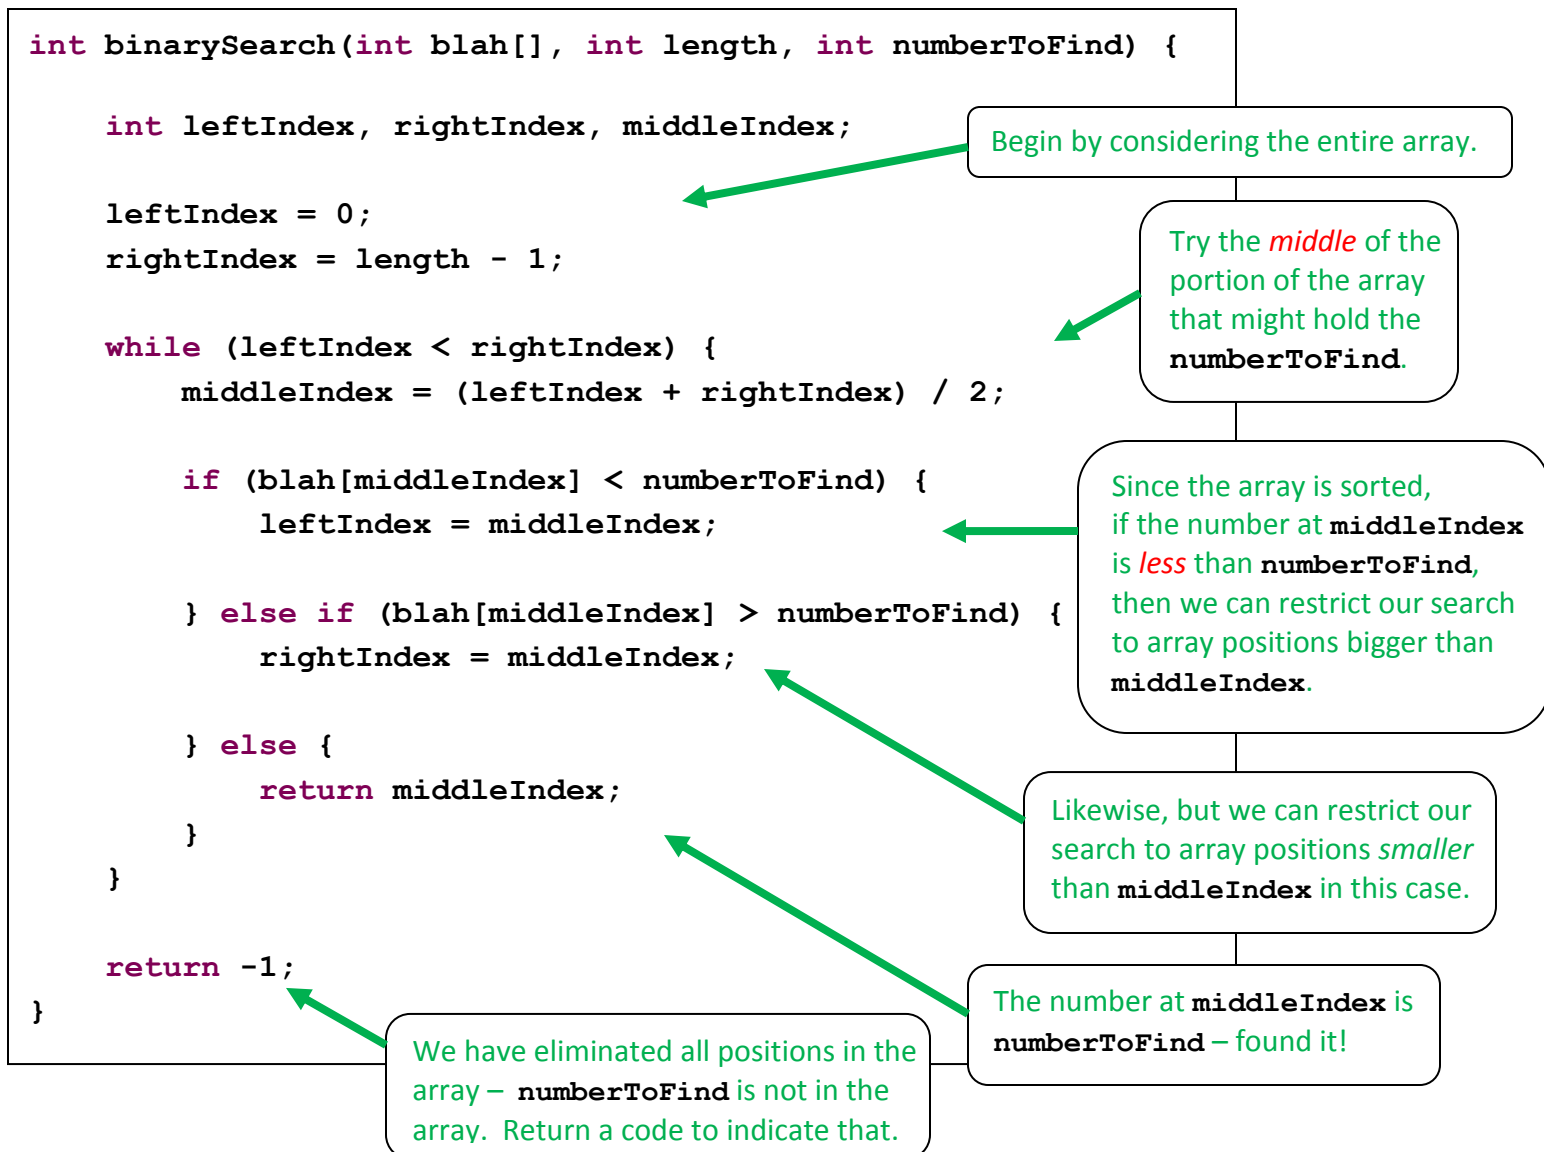 int binarySearch(int blah[], int length, int numberToFind) {
int leftIndex, rightIndex, middleIndex;
leftIndex = 0;
rightIndex = length - 1;
while (leftIndex < rightIndex) {
middleIndex = (leftIndex + rightIndex) / 2;
if (blah[middleIndex] < numberToFind) {
leftIndex = middleIndex;
} else if (blah[middleIndex] > numberToFind) {
rightIndex = middleIndex;
} else {
return middleIndex;
}
}
return -1;
}
Begin by considering the entire array.
Try the middle of the
portion of the array
that might hold the
numberToFind.
Since the array is sorted,
if the number at middleIndex
is less than numberToFind,
then we can restrict our search
to array positions bigger than
middleIndex.
Likewise, but we can restrict our
search to array positions smaller
than middleIndex in this case.
The number at middleIndex is
numberToFind – found it!
We have eliminated all positions in the
array – numberToFind is not in the
array. Return a code to indicate that.